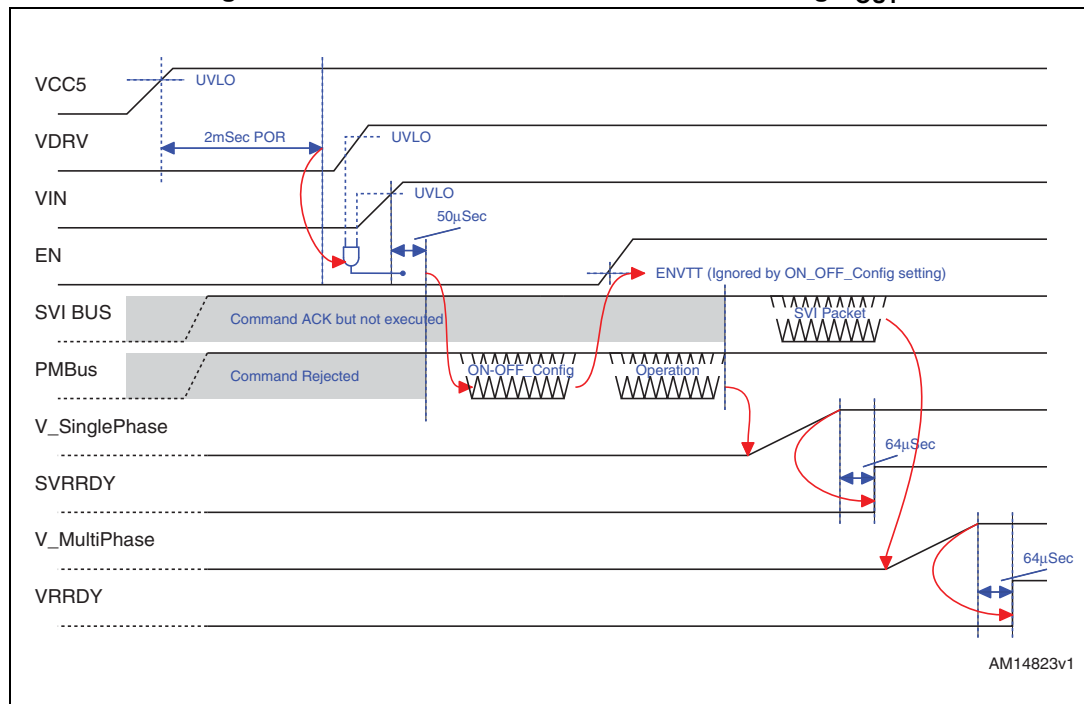 VCC5
UVLO
VDRV
2mSec POR
UVLO
VIN
UVLO
50µSec
EN
ENVTT (Ignored by ON_OFF_Config setting)
SVI BUS
Command ACK but not executed
SVI Packet
PMBus
Command Rejected
ON-OFF_Config
Operation
V_SinglePhase
64µSec
SVRRDY
V_MultiPhase
64µSec
VRRDY
AM14823v1